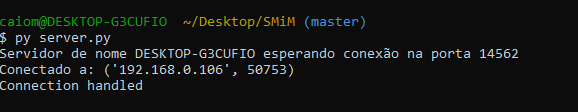 caiom@DESKTOP-G3CUFIO ~/Desktop/SMiM (master)
$ py server.py
Servidor de nome DESKTOP-G3CUFIO esperando conexão na porta 14562
Conectado a: ('192.168.0.106', 50753)
Connection handled